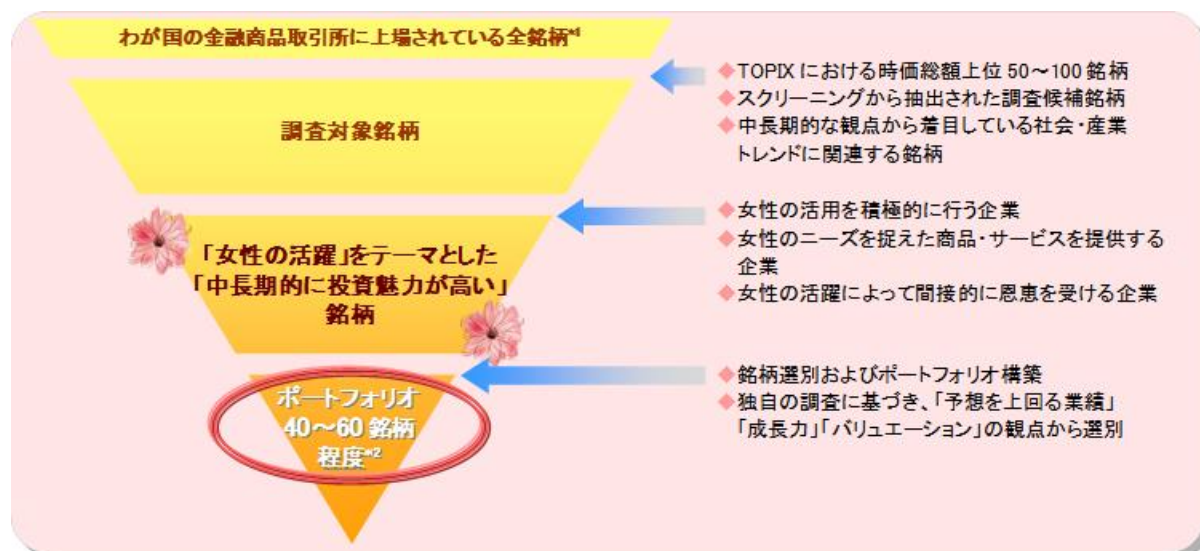 わが国の金融商品取引所に上場されている全銘柄*1
◆TOPIX における時価総額上位 50～100 銘柄
◆スクリーニングから抽出された調査候補銘柄
◆中長期的な観点から着目している社会・産業
トレンドに関連する銘柄
調査対象銘柄
◆女性の活用を積極的に行う企業
◆女性のニーズを捉えた商品・サービスを提供する
企業
◆女性の活躍によって間接的に恩恵を受ける企業
「女性の活躍」をテーマとした
「中長期的に投資魅力が高い」
銘柄
◆銘柄選別およびポートフォリオ構築
◆独自の調査に基づき、「予想を上回る業績」
「成長力」「バリュエーション」の観点から選別
ポートフォリオ
40～60 銘柄
程度*2